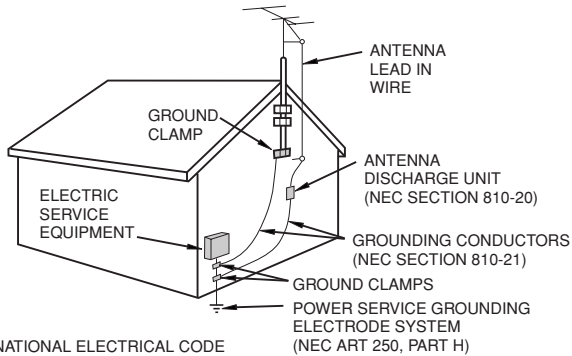 ANTENNA
LEAD IN
WIRE
GROUND
CLAMP
ANTENNA
DISCHARGE UNIT
(NEC SECTION 810-20)
ELECTRIC
SERVICE
EQUIPMENT
GROUNDING CONDUCTORS
(NEC SECTION 810-21)
GROUND CLAMPS
POWER SERVICE GROUNDING
ELECTRODE SYSTEM
(NEC ART 250, PART H)
NATIONAL ELECTRICAL CODE